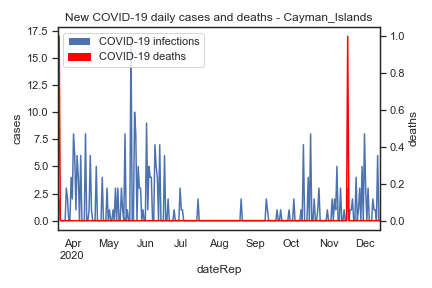 New COVID-19 daily cases and deaths - Cayman_Islands
COVID-19 infections
COVID-19 deaths
17.5
15.0
12.5
10.0
7.5
5.0
2.5
0.0
cases
1.0
0.8
0.6
0.4
0.2
0.0
deaths
Apr May Jun Jul Aug Sep Oct Nov Dec
2020
dateRep